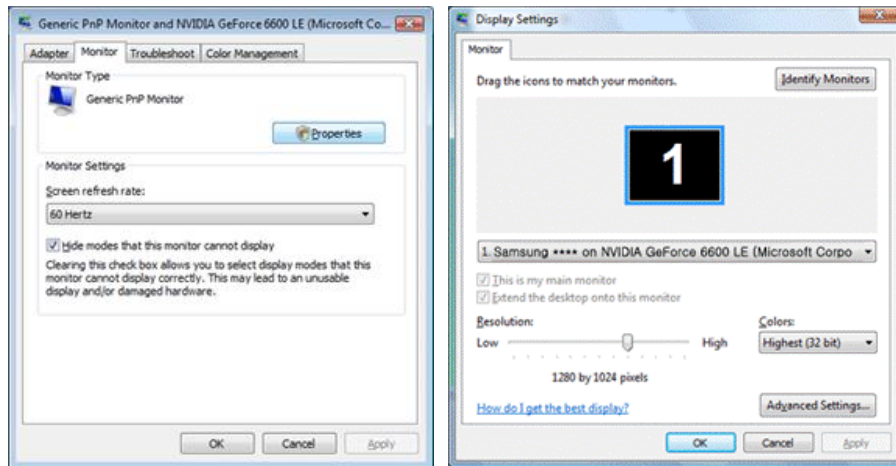 Generic PnP Monitor and NVIDIA GeForce 6600 LE (Microsoft Co...
Adapter Monitor Troubleshoot Color Management
Monitor Type
Generic PnP Monitor
Properties
Monitor Settings
Screen refresh rate:
60 Hertz
Hide modes that this monitor cannot display
Clearing this check box allows you to select display modes that this
monitor cannot display correctly. This may lead to an unusable
display and/or damaged hardware.
OK Cancel Apply
Display Settings
Monitor
Drag the icons to match your monitors.
Identify Monitors
1
1. Samsung **** on NVIDIA GeForce 6600 LE (Microsoft Corpo
This is my main monitor
Extend the desktop onto this monitor
Resolution: Colors:
Low High Highest (32 bit)
1280 by 1024 pixels
How do I get the best display? Advanced Settings...
OK Cancel Apply